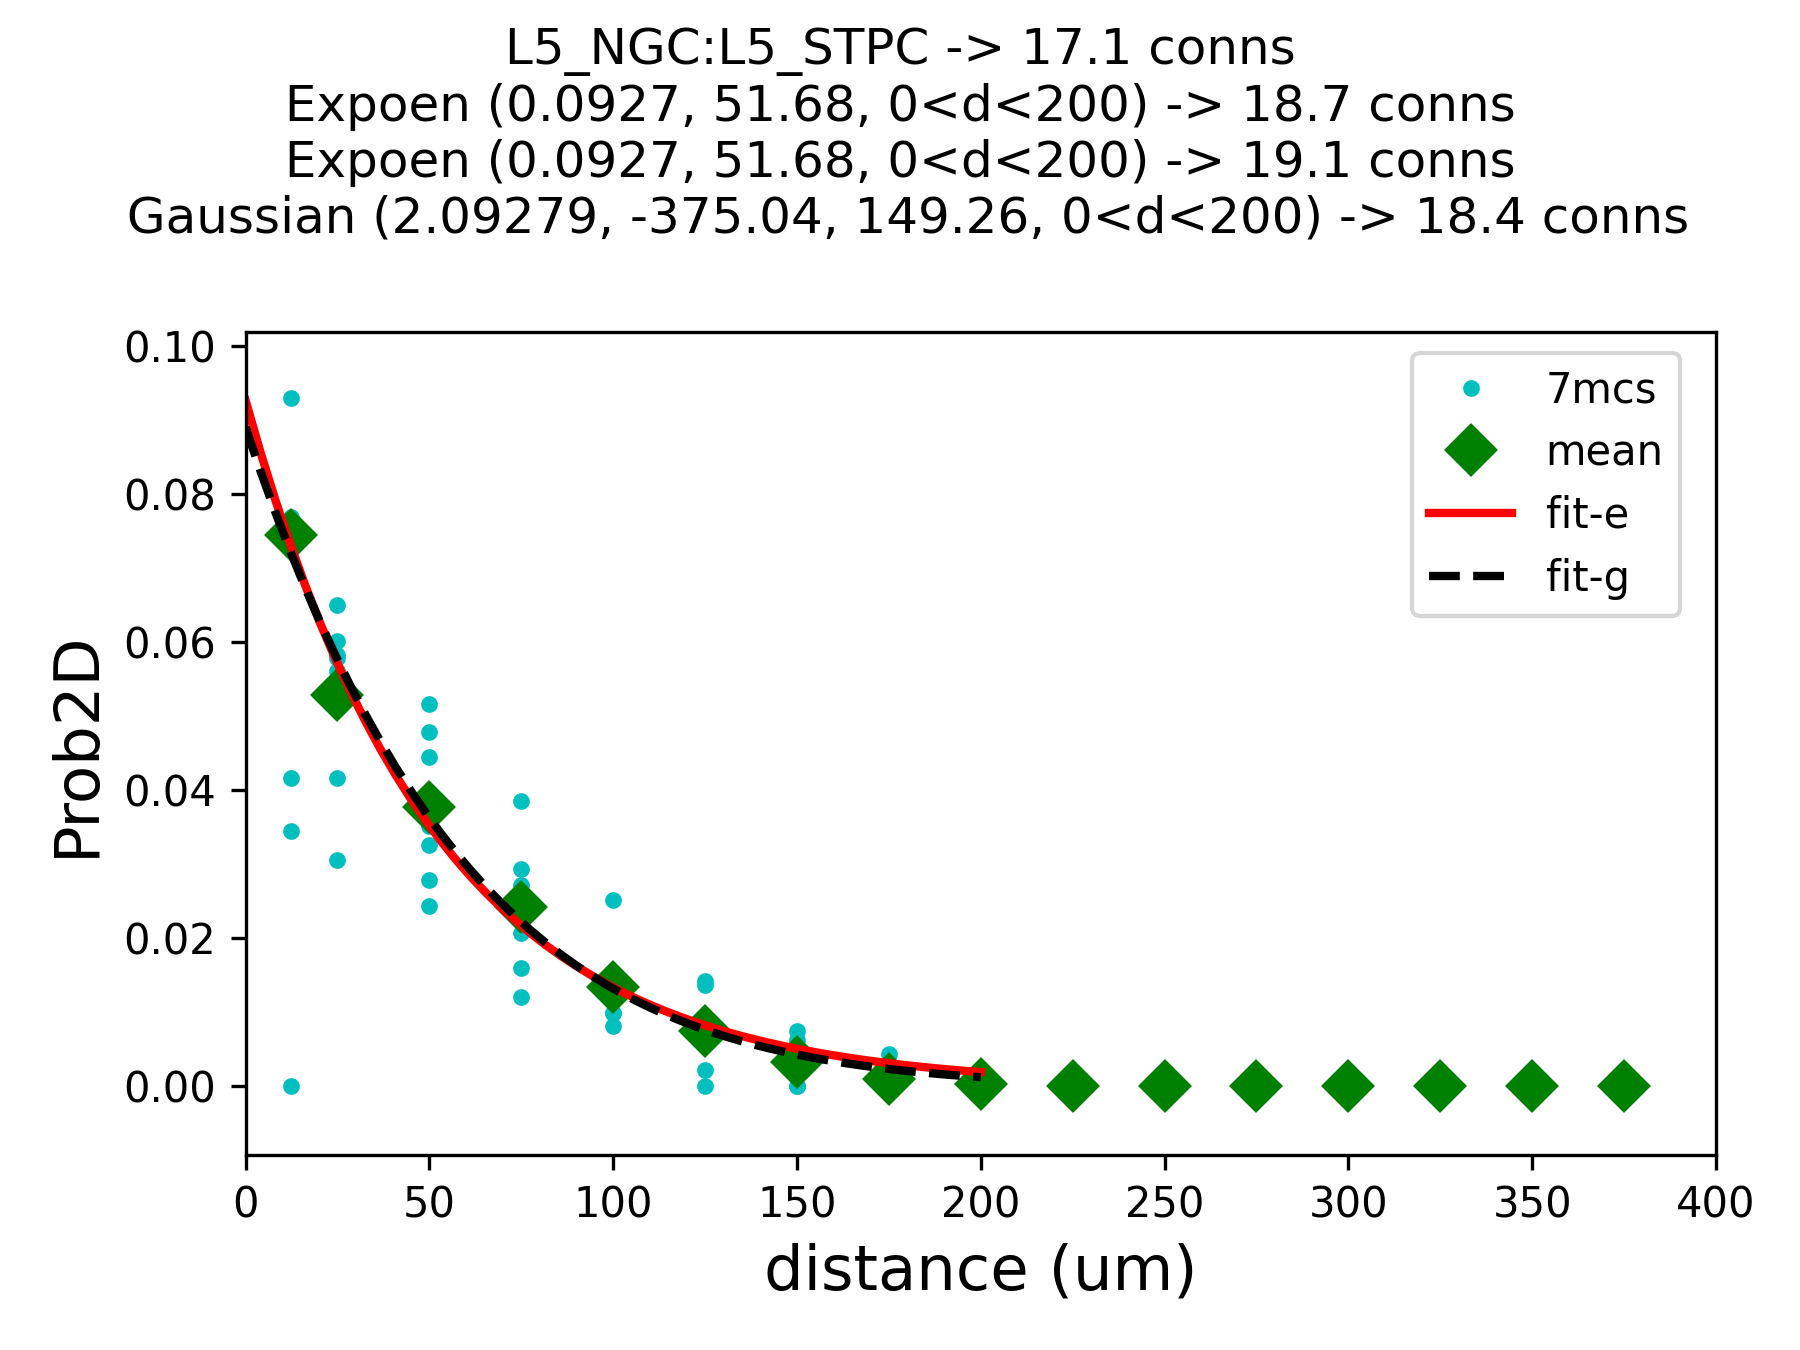 L5_NGC:L5_STPC -> 17.1 conns
Expoen (0.0927, 51.68, 0<d<200) -> 18.7 conns
Expoen (0.0927, 51.68, 0<d<200) -> 19.1 conns
Gaussian (2.09279, -375.04, 149.26, 0<d<200) -> 18.4 conns
0.10
0.08
0.06
0.04
0.02
0.00
Prob2D
7mcs
mean
fit-e
fit-g
0 50 100 150 200 250 300 350 400
distance (um)